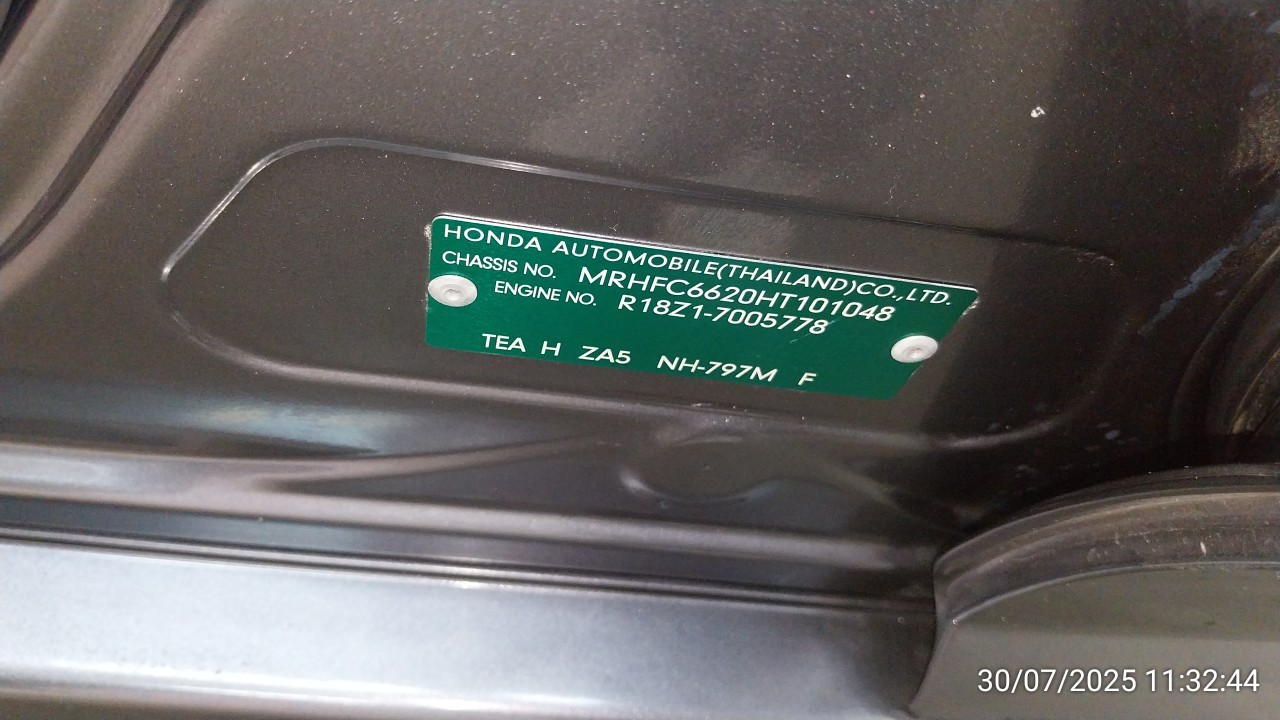 HONDA AUTOMOBILE(THAILAND)CO.,LTD.
CHASSIS NO. MRHFC6620HT101048
ENGINE NO. R18Z1-7005778
TEA H ZA5 NH-797M F
30/07/2025 11:32:44